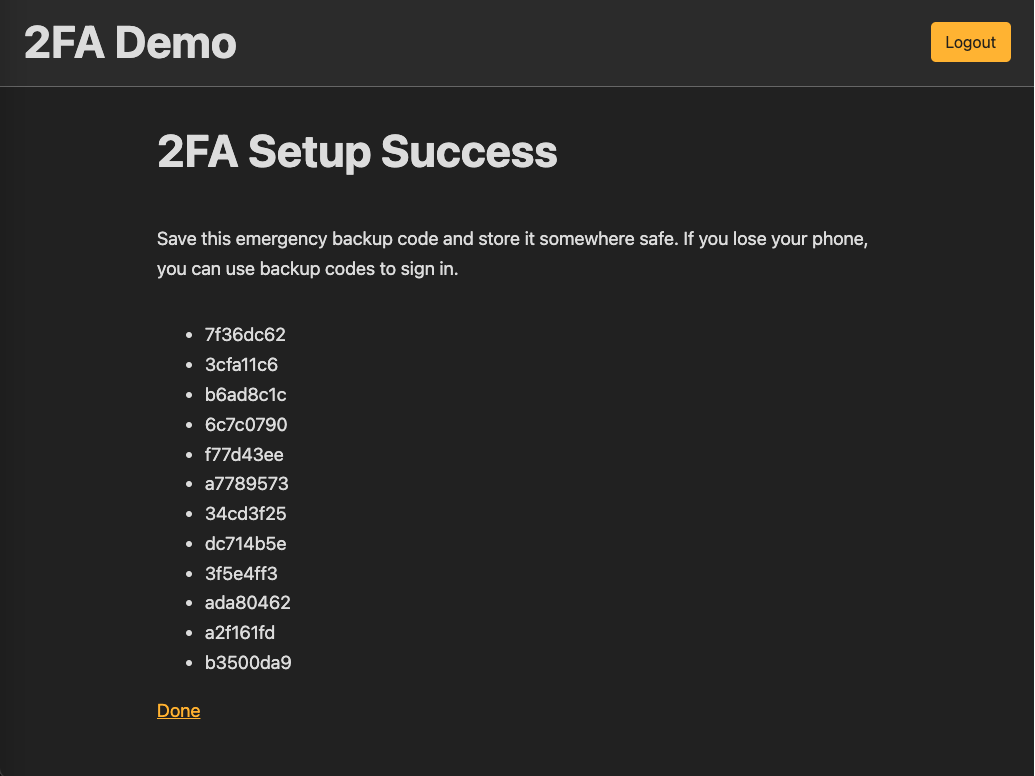 2FA Demo
Logout
2FA Setup Success
Save this emergency backup code and store it somewhere safe. If you lose your phone,
you can use backup codes to sign in.
7f36dc62
3cfa11c6
b6ad8c1c
6c7c0790
f77d43ee
a7789573
34cd3f25
dc714b5e
3f5e4ff3
ada80462
a2f161fd
b3500da9
Done